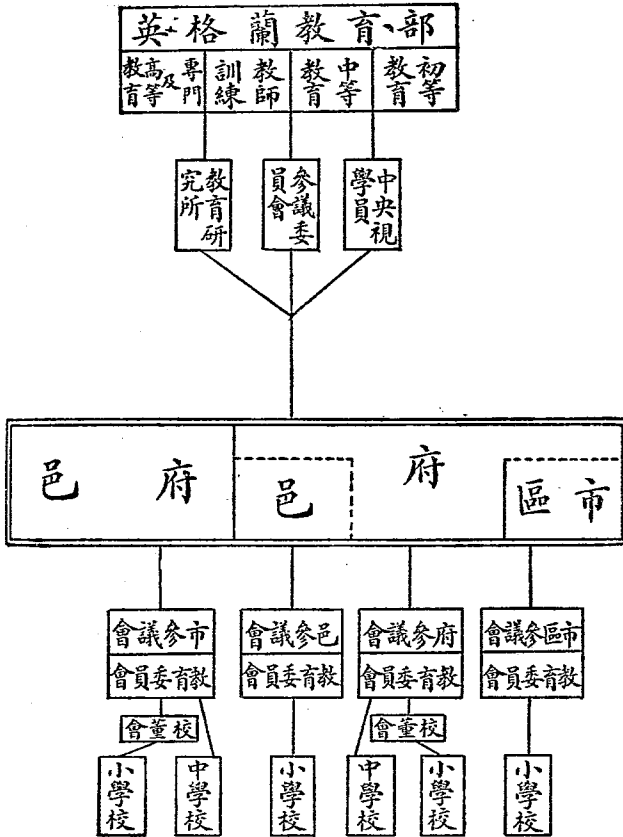 英格蘭教育部
初等
教育
中等
教育
教師
訓練
專門
及
高等
教育
中央視
學員
參議委
員會
教育研
究所
市區
府
邑
府邑
市區參議會
教育委員會
府參議會
教育委員會
邑參議會
教育委員會
市參議會
教育委員會
校董會
校董會
小學校
小學校
中學校
小學校
中學校
小學校